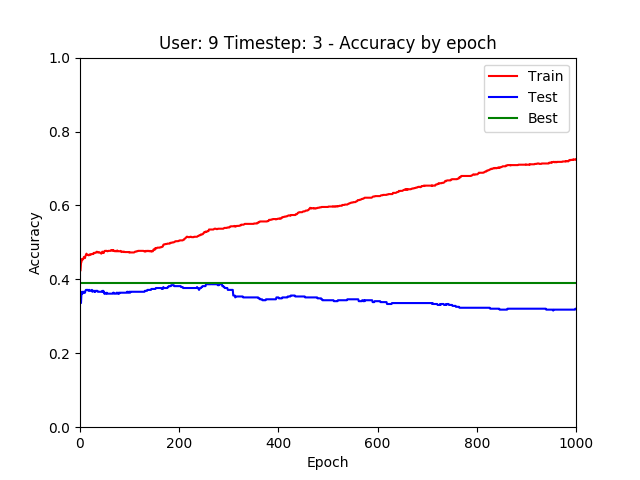 User: 9 Timestep: 3 - Accuracy by epoch
1.0
0.8
0.6
0.4
0.2
0.0
Accuracy
Train
Test
Best
0 200 400 600 800 1000
Epoch